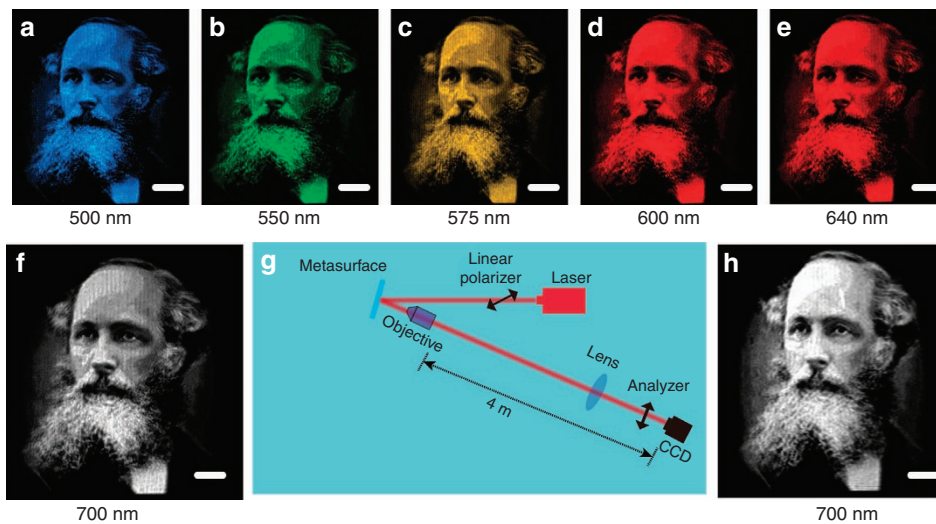 a
b
c
d
e
500 nm
550 nm
575 nm
600 nm
640 nm
f
g
h
Metasurface
Linear
polarizer
Laser
Objective
Lens
Analyzer
4 m
CCD
700 nm
700 nm